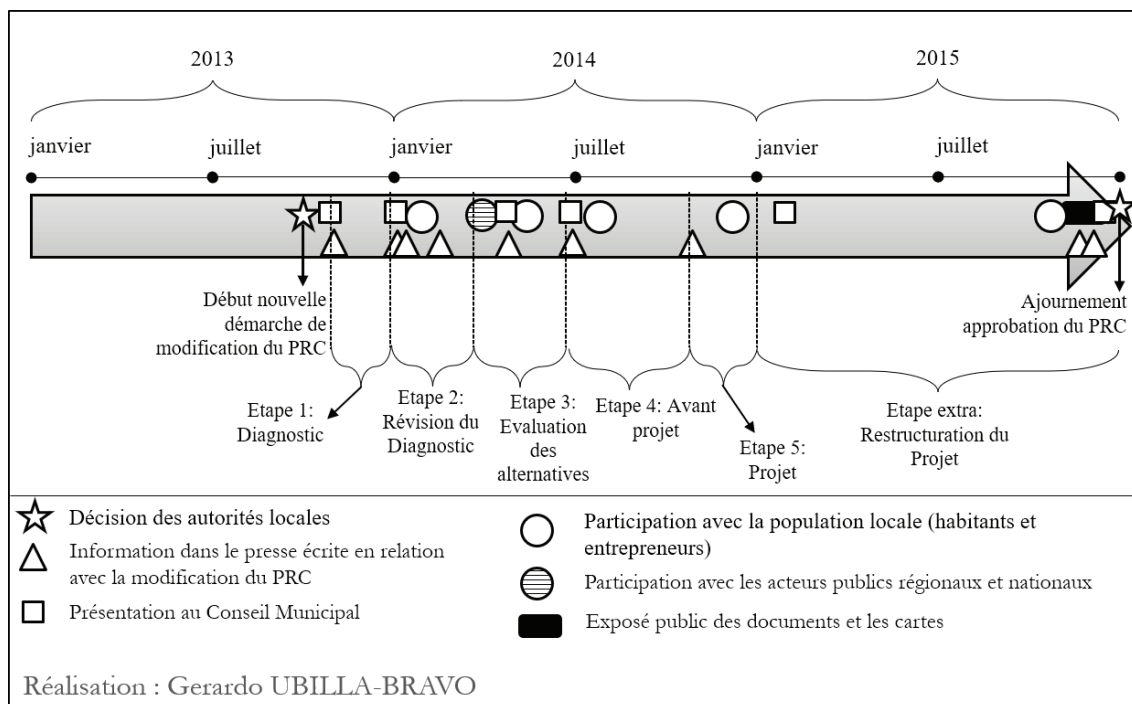 2013
2014
2015
janvier
juillet
janvier
juillet
janvier
juillet
Début nouvelle
démarche de
modification du PRC
Ajournement
approbation du PRC
Etape 1:
Diagnostic
Etape 2:
Révision du
Diagnostic
Etape 3:
Evaluation
des
alternatives
Etape 4: Avant
projet
Etape 5:
Projet
Etape extra:
Restructuration du
Projet
Décision des autorités locales
Information dans le presse écrite en relation
avec la modification du PRC
Présentation au Conseil Municipal
Participation avec la population locale (habitants et
entrepreneurs)
Participation avec les acteurs publics régionaux et nationaux
Exposé public des documents et les cartes
Réalisation : Gerardo UBILLA-BRAVO